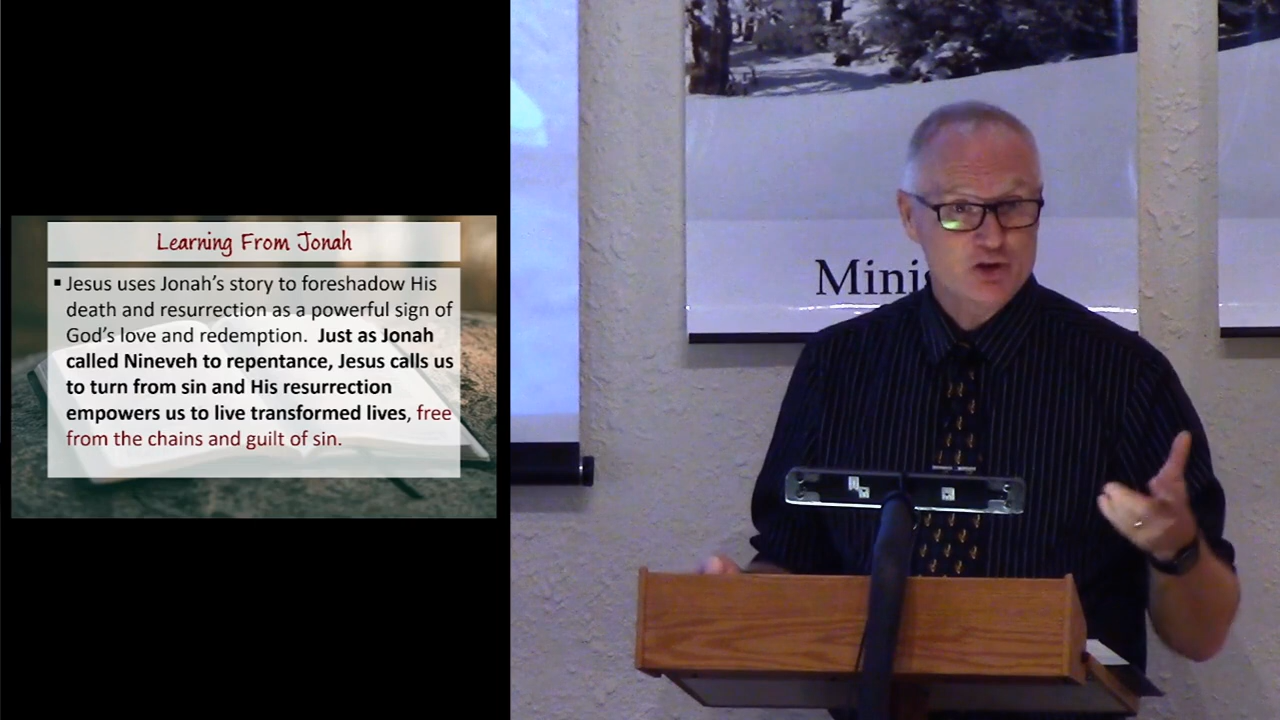 Learning From Jonah
▪ Jesus uses Jonah's story to foreshadow His
death and resurrection as a powerful sign of
God's love and redemption.  Just as Jonah
called Nineveh to repentance, Jesus calls us
to turn from sin and His resurrection
empowers us to live transformed lives, free
from the chains and guilt of sin.